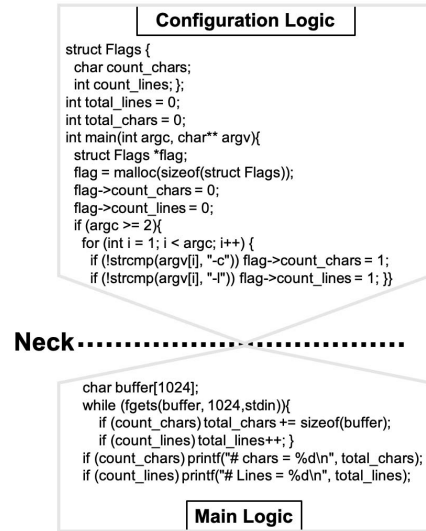 Configuration Logic
struct Flags {
char count_chars;
int count_lines; };
int total_lines = 0;
int total_chars = 0;
int main(int argc, char** argv){
struct Flags *flag;
flag = malloc(sizeof(struct Flags));
flag->count_chars = 0;
flag->count_lines = 0;
if (argc >= 2){
for (int i = 1; i < argc; i++) {
if (!strcmp(argv[i], "-c")) flag->count_chars = 1;
if (!strcmp(argv[i], "-l")) flag->count_lines = 1; }}
Neck
char buffer[1024];
while (fgets(buffer, 1024,stdin)){
if (count_chars) total_chars += sizeof(buffer);
if (count_lines) total_lines++; }
if (count_chars) printf("# chars = %d\n", total_chars);
if (count_lines) printf("# Lines = %d\n", total_lines);
Main Logic